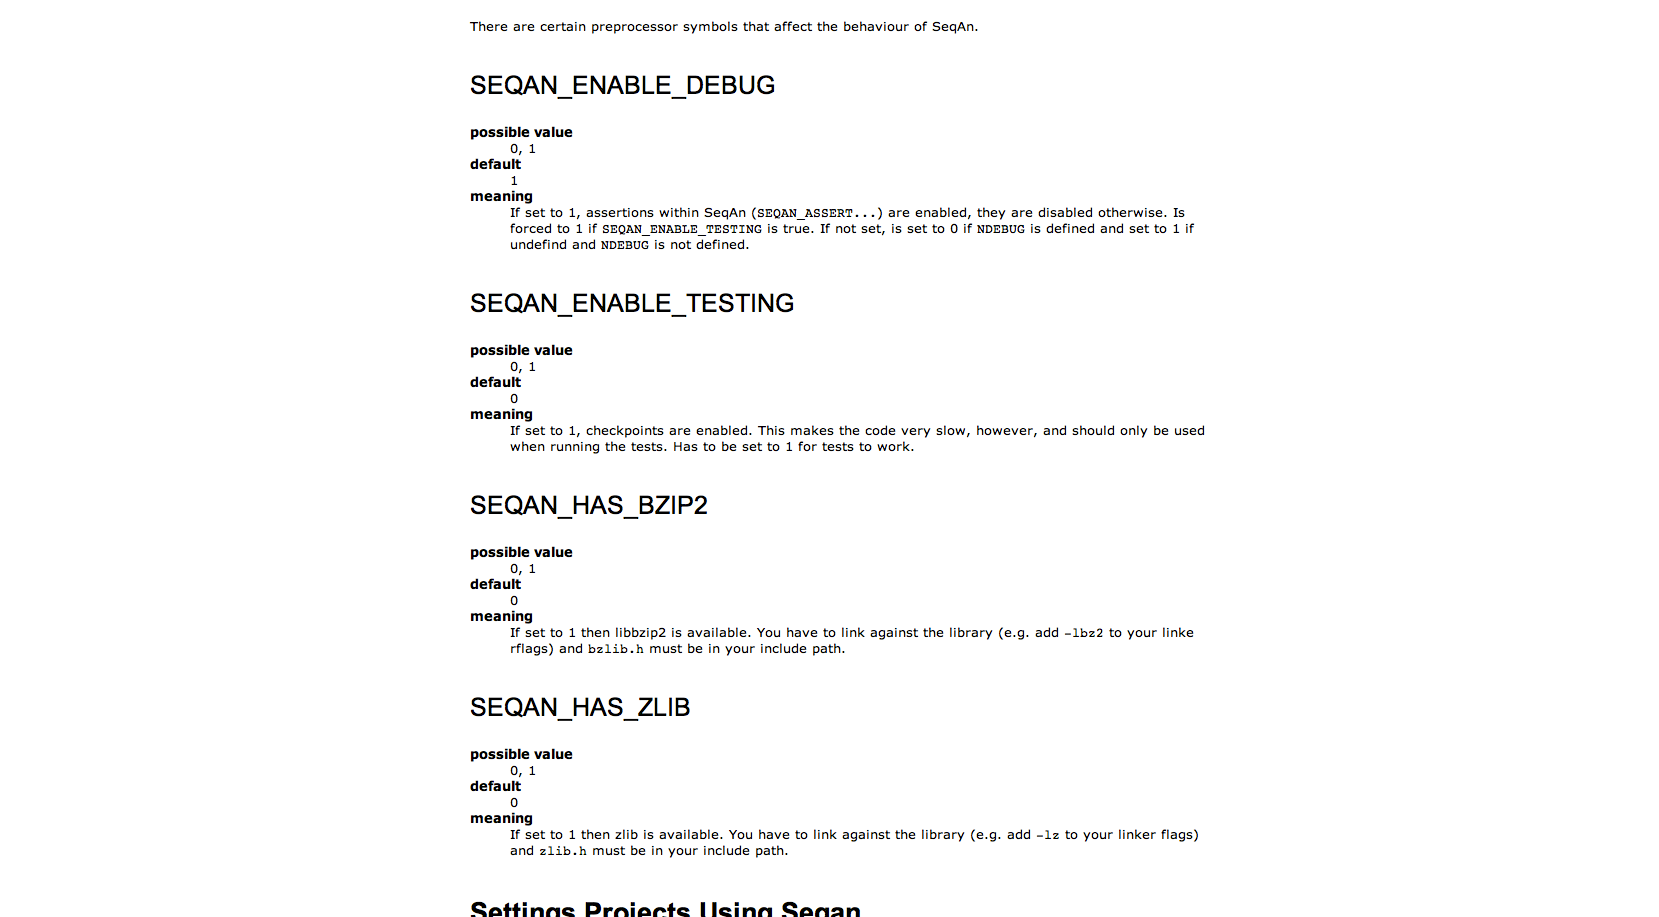 There are certain preprocessor symbols that affect the behaviour of SeqAn.
SEQAN_ENABLE_DEBUG
possible value
0, 1
default
1
meaning
If set to 1, assertions within SeqAn (SEQAN_ASSERT...) are enabled, they are disabled otherwise. Is
forced to 1 if SEQAN_ENABLE_TESTING is true. If not set, is set to 0 if NDEBUG is defined and set to 1 if
undefind and NDEBUG is not defined.
SEQAN_ENABLE_TESTING
possible value
0, 1
default
0
meaning
If set to 1, checkpoints are enabled. This makes the code very slow, however, and should only be used
when running the tests. Has to be set to 1 for tests to work.
SEQAN_HAS_BZIP2
possible value
0, 1
default
0
meaning
If set to 1 then libbzip2 is available. You have to link against the library (e.g. add -lbz2 to your linke
rflags) and bzlib.h must be in your include path.
SEQAN_HAS_ZLIB
possible value
0, 1
default
0
meaning
If set to 1 then zlib is available. You have to link against the library (e.g. add -lz to your linker flags)
and zlib.h must be in your include path.
Settings Projects Using Seqan